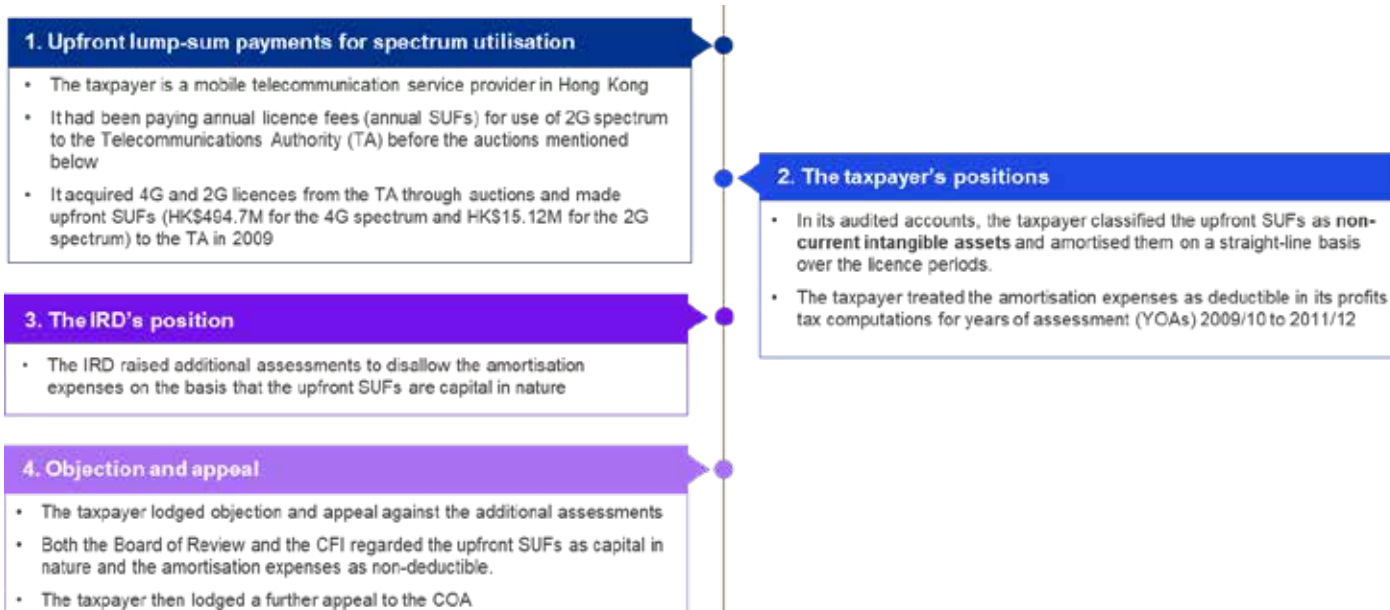 1. Upfront lump-sum payments for spectrum utilisation
• The taxpayer is a mobile telecommunication service provider in Hong Kong
• It had been paying annual licence fees (annual SUFs) for use of 2G spectrum
to the Telecommunications Authority (TA) before the auctions mentioned
below
• It acquired 4G and 2G licences from the TA through auctions and made
upfront SUFs (HK$494.7M for the 4G spectrum and HK$15.12M for the 2G
spectrum) to the TA in 2009
2. The taxpayer's positions
• In its audited accounts, the taxpayer classified the upfront SUFs as non-
current intangible assets and amortised them on a straight-line basis
over the licence periods.
• The taxpayer treated the amortisation expenses as deductible in its profits
tax computations for years of assessment (YOAs) 2009/10 to 2011/12
3. The IRD's position
• The IRD raised additional assessments to disallow the amortisation
expenses on the basis that the upfront SUFs are capital in nature
4. Objection and appeal
• The taxpayer lodged objection and appeal against the additional assessments
• Both the Board of Review and the CFI regarded the upfront SUFs as capital in
nature and the amortisation expenses as non-deductible.
• The taxpayer then lodged a further appeal to the COA